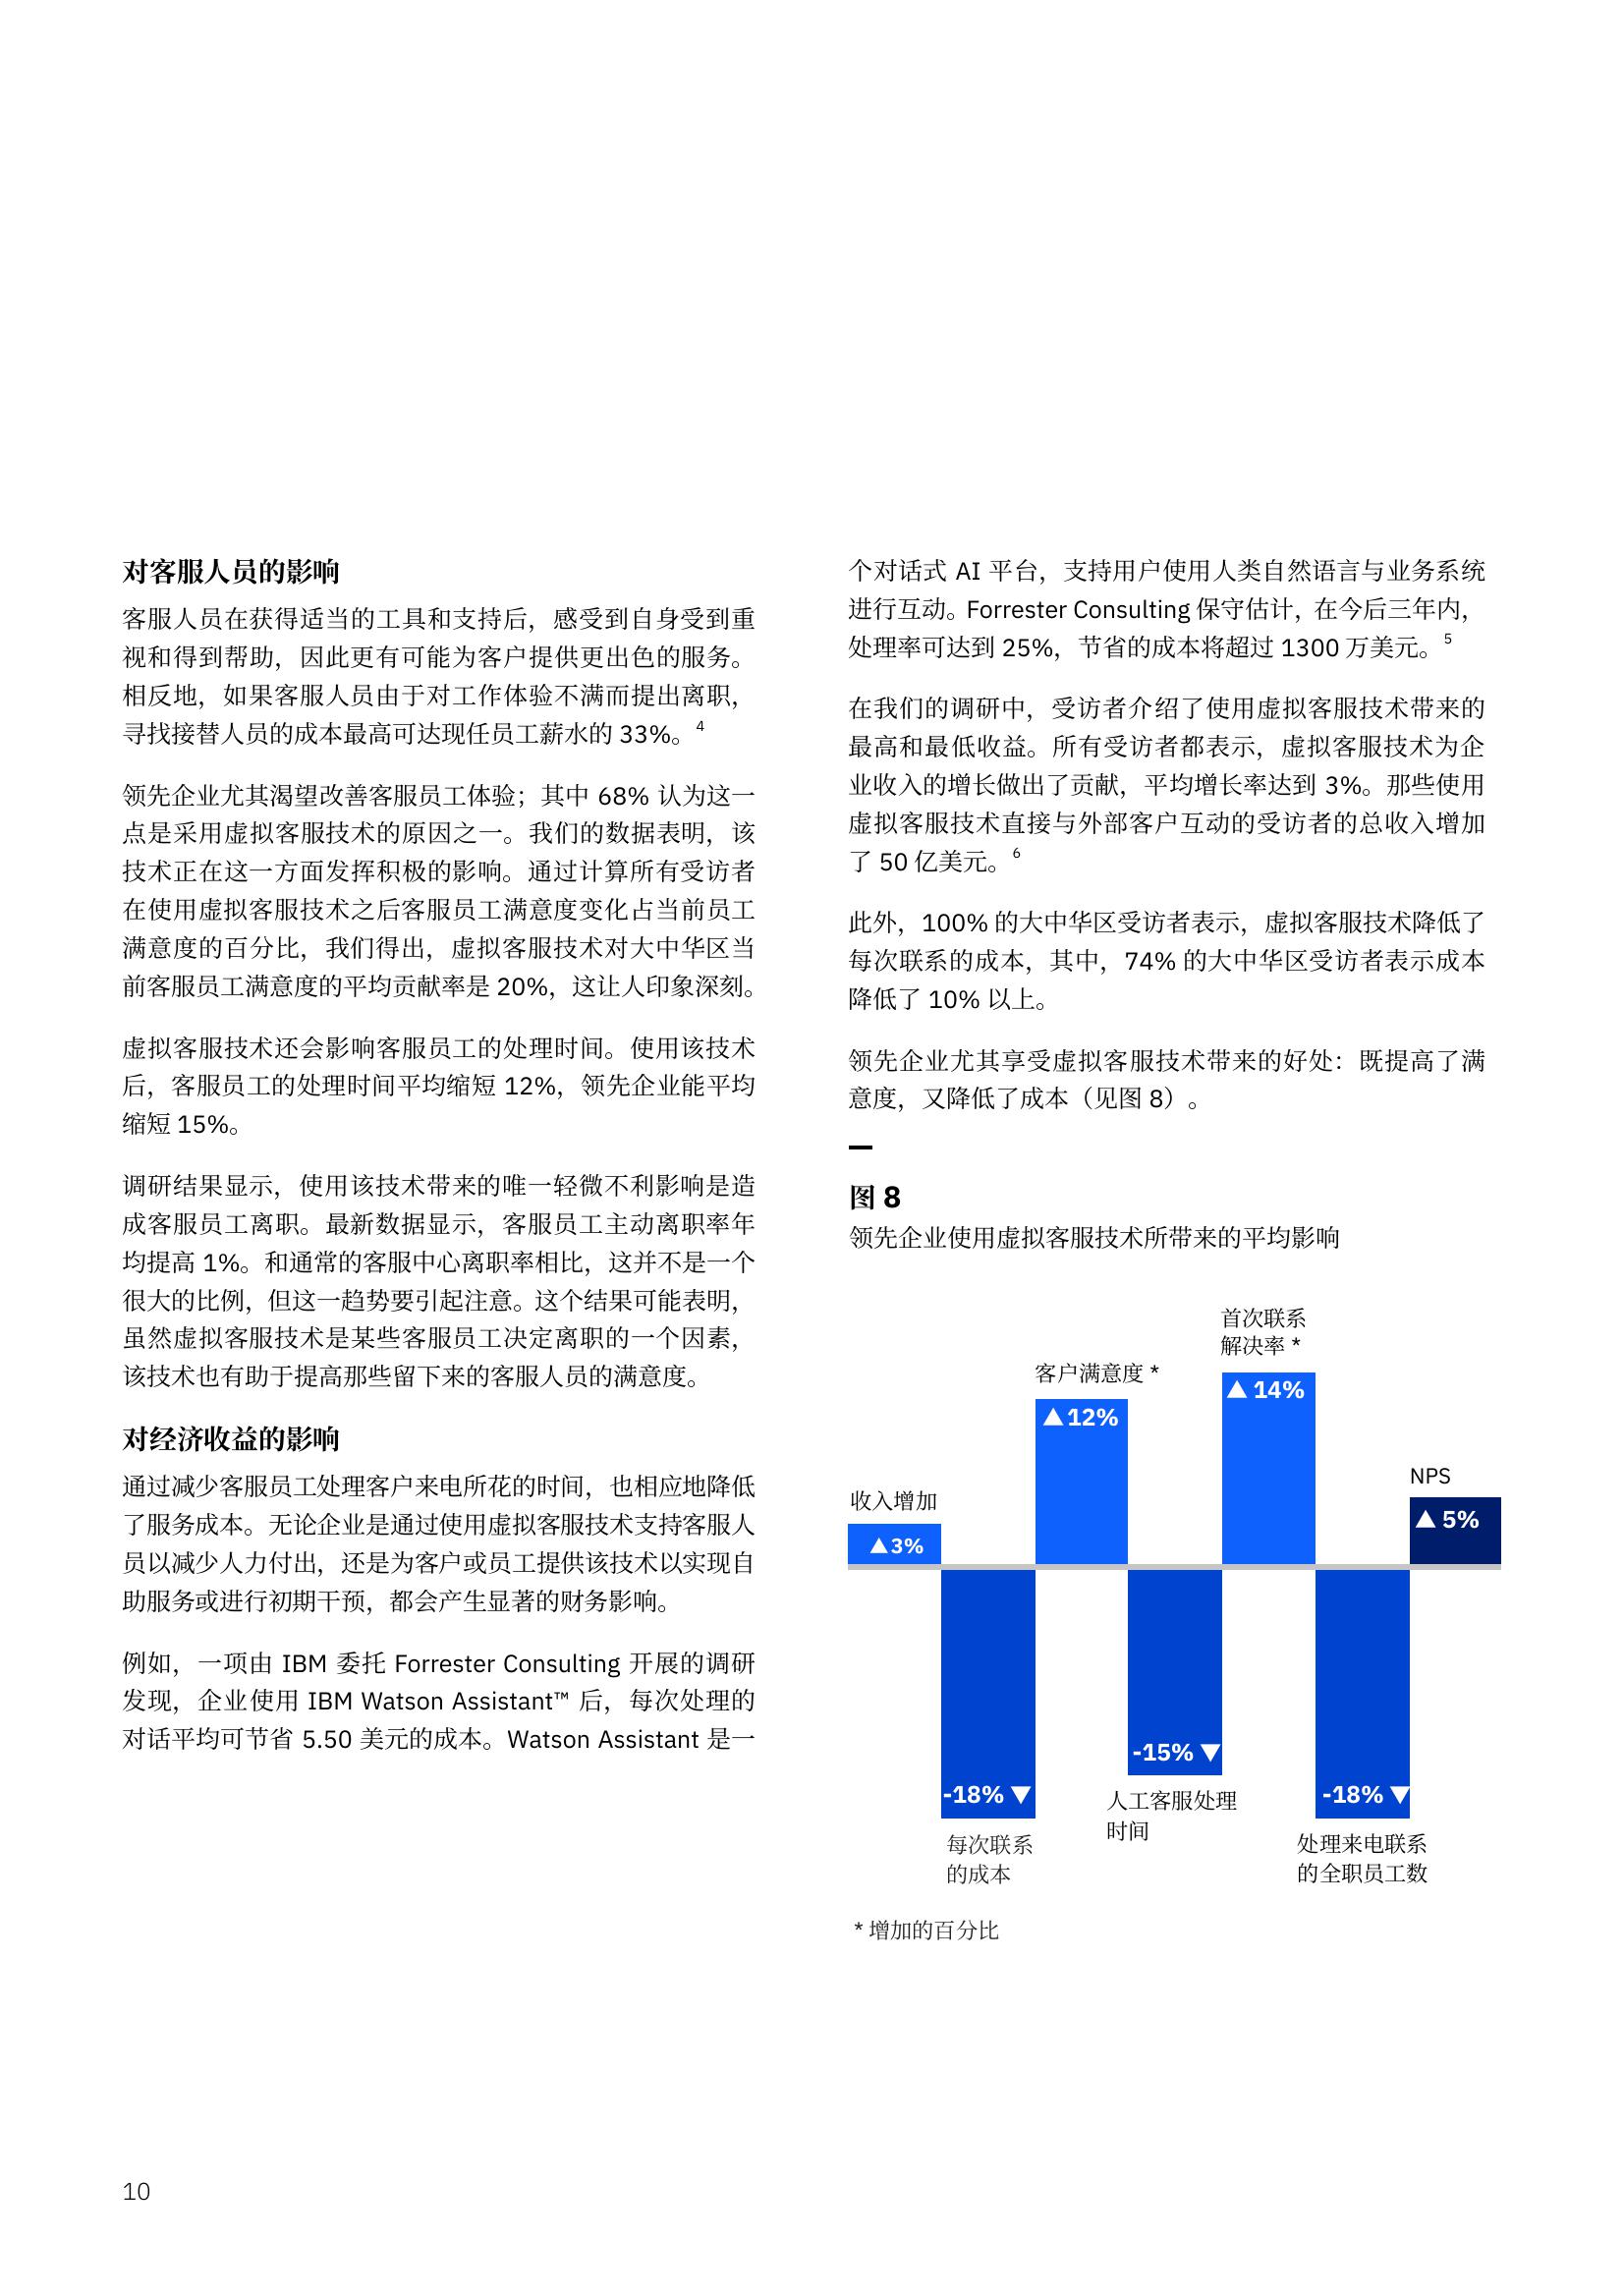 对客服人员的影响
客服人员在获得适当的工具和支持后，感受到自身受到重
视和得到帮助，因此更有可能为客户提供更出色的服务。
相反地，如果客服人员由于对工作体验不满而提出离职，
寻找接替人员的成本最高可达现任员工薪水的 33%。4
领先企业尤其渴望改善客服员工体验；其中 68% 认为这一
点是采用虚拟客服技术的原因之一。我们的数据表明，该
技术正在这一方面发挥积极的影响。通过计算所有受访者
在使用虚拟客服技术之后客服员工满意度变化占当前员工
满意度的百分比，我们得出，虚拟客服技术对大中华区当
前客服员工满意度的平均贡献率是 20%，这让人印象深刻。
虚拟客服技术还会影响客服员工的处理时间。使用该技术
后，客服员工的处理时间平均缩短 12%，领先企业能平均
缩短 15%。
调研结果显示，使用该技术带来的唯一轻微不利影响是造
成客服员工离职。最新数据显示，客服员工主动离职率年
均提高 1%。和通常的客服中心离职率相比，这并不是一个
很大的比例，但这一趋势要引起注意。这个结果可能表明，
虽然虚拟客服技术是某些客服员工决定离职的一个因素，
该技术也有助于提高那些留下来的客服人员的满意度。
对经济收益的影响
通过减少客服员工处理客户来电所花的时间，也相应地降低
了服务成本。无论企业是通过使用虚拟客服技术支持客服人
员以减少人力付出，还是为客户或员工提供该技术以实现自
助服务或进行初期干预，都会产生显著的财务影响。
例如，一项由 IBM 委托 Forrester Consulting 开展的调研
发现，企业使用 IBM Watson Assistant™ 后，每次处理的
对话平均可节省 5.50 美元的成本。Watson Assistant 是一
个对话式 AI 平台，支持用户使用人类自然语言与业务系统
进行互动。Forrester Consulting 保守估计，在今后三年内，
处理率可达到 25%，节省的成本将超过 1300 万美元。5
在我们的调研中，受访者介绍了使用虚拟客服技术带来的
最高和最低收益。所有受访者都表示，虚拟客服技术为企
业收入的增长做出了贡献，平均增长率达到 3%。那些使用
虚拟客服技术直接与外部客户互动的受访者的总收入增加
了 50 亿美元。6
此外，100% 的大中华区受访者表示，虚拟客服技术降低了
每次联系的成本，其中，74% 的大中华区受访者表示成本
降低了 10% 以上。
领先企业尤其享受虚拟客服技术带来的好处：既提高了满
意度，又降低了成本（见图 8）。
图 8
领先企业使用虚拟客服技术所带来的平均影响
收入增加
▲3%
-18% ▼
每次联系
的成本
客户满意度 *
▲12%
-15% ▼
人工客服处理
时间
首次联系
解决率 *
▲ 14%
-18% ▼
处理来电联系
的全职员工数
NPS
▲ 5%
* 增加的百分比
10